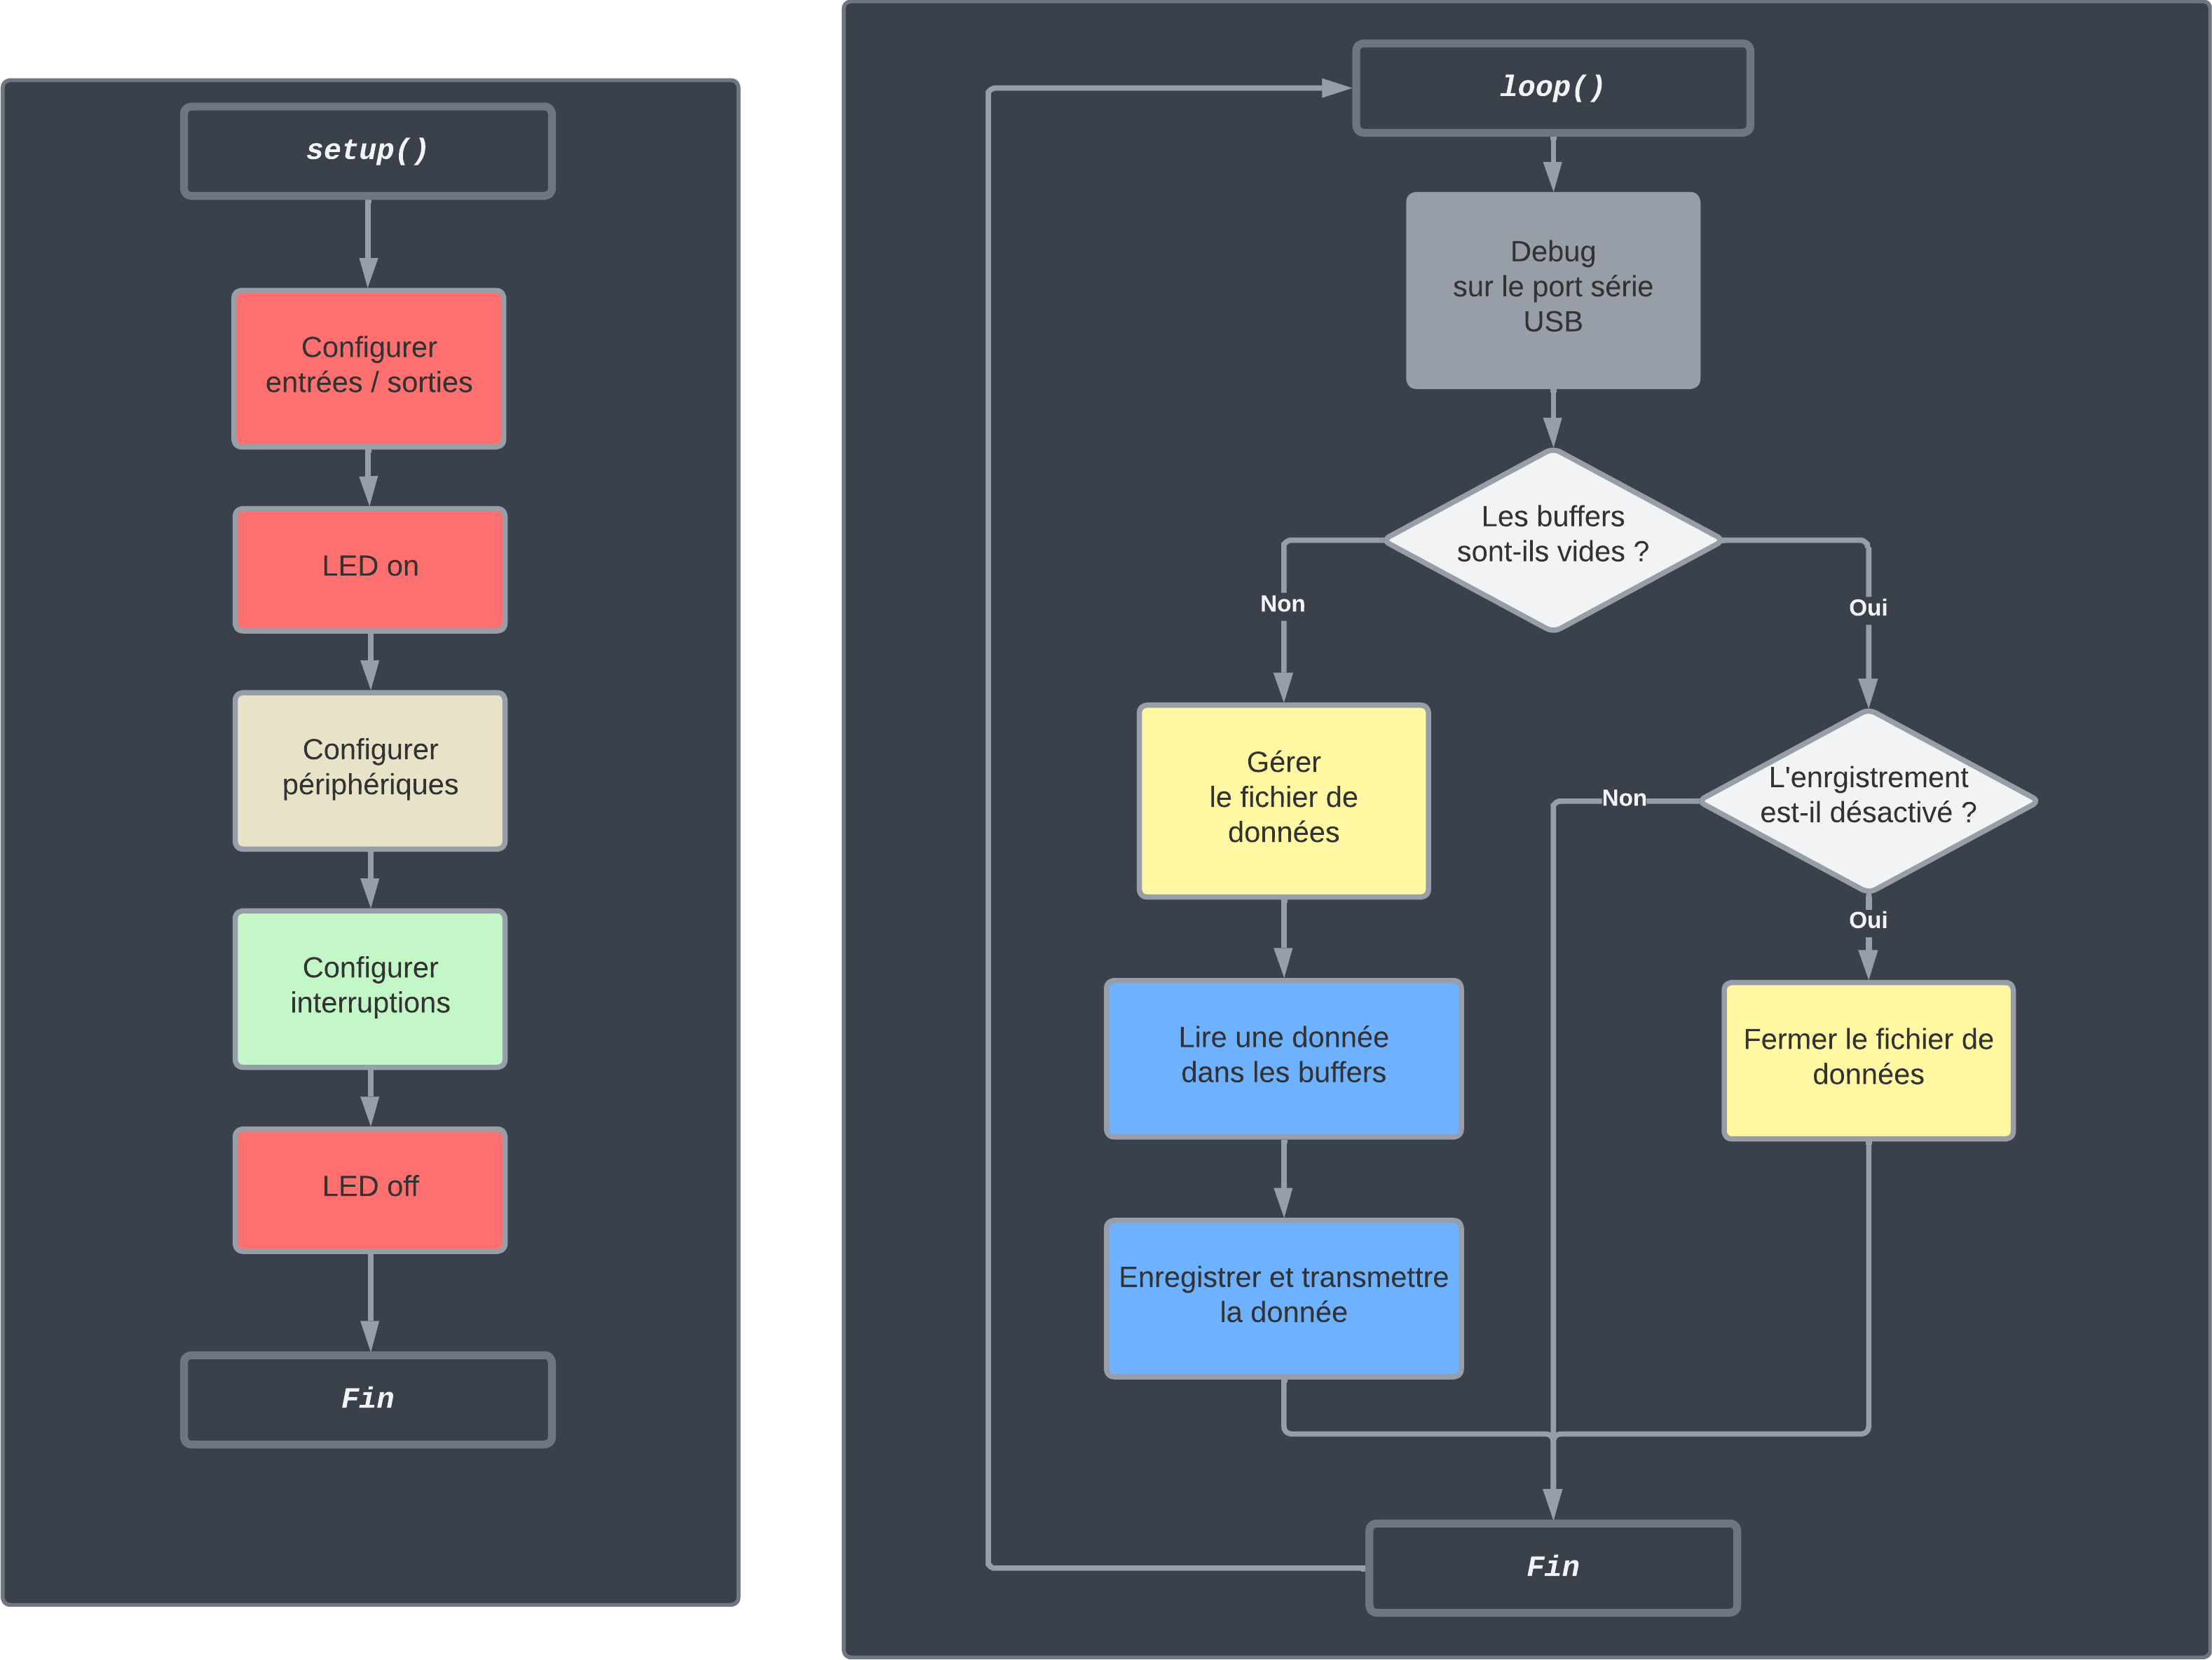 setup()
Configurer
entrées / sorties
LED on
Configurer
périphériques
Configurer
interruptions
LED off
Fin
loop()
Debug
sur le port série
USB
Les buffers
sont-ils vides ?
Non
Oui
Gérer
le fichier de
données
L'enrgistrement
est-il désactivé ?
Non
Oui
Lire une donnée
dans les buffers
Fermer le fichier de
données
Enregistrer et transmettre
la donnée
Fin